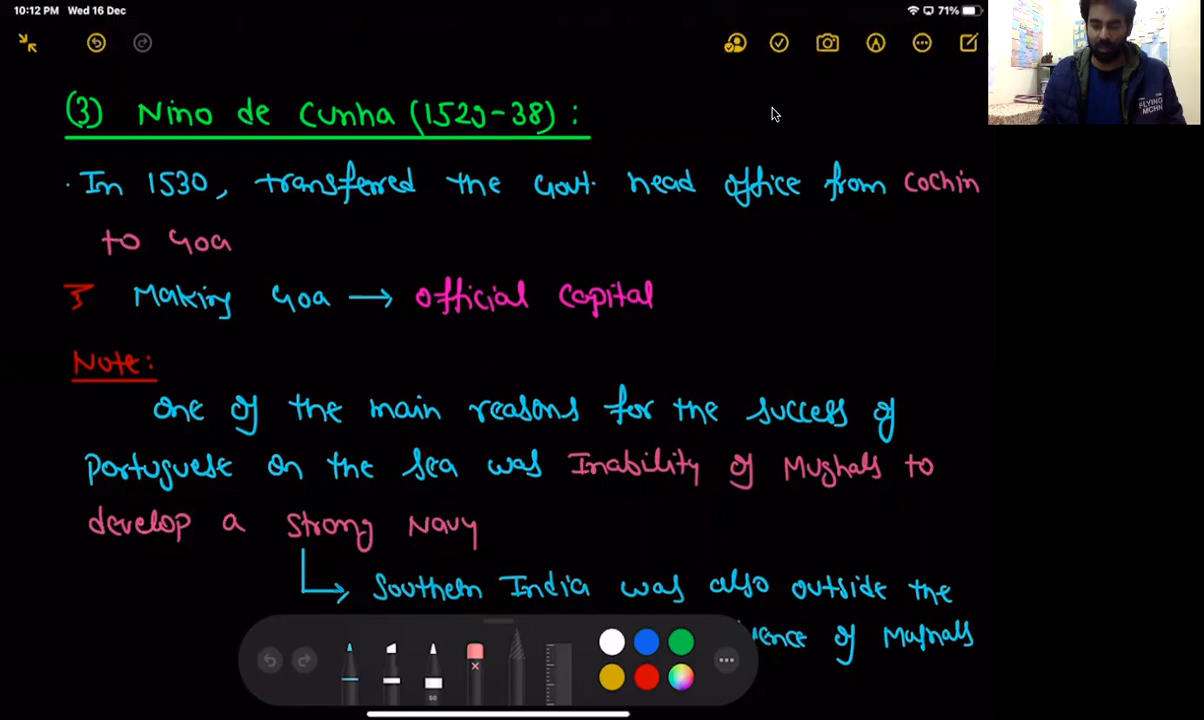 10:12 PM Wed 16 Dec
71%
FLYING
MCHN
(3) Nino de Cunha (1529-38) :
· In 1530, transferred the Govt. head office from Cochin
to Goa
Making Goa → Official Capital
Note:
One of the main reasons for the success of
Portuguese on the sea was Inability of Mughals to
develop a Strong Navy
Southern India was also outside the
of Mughals
50